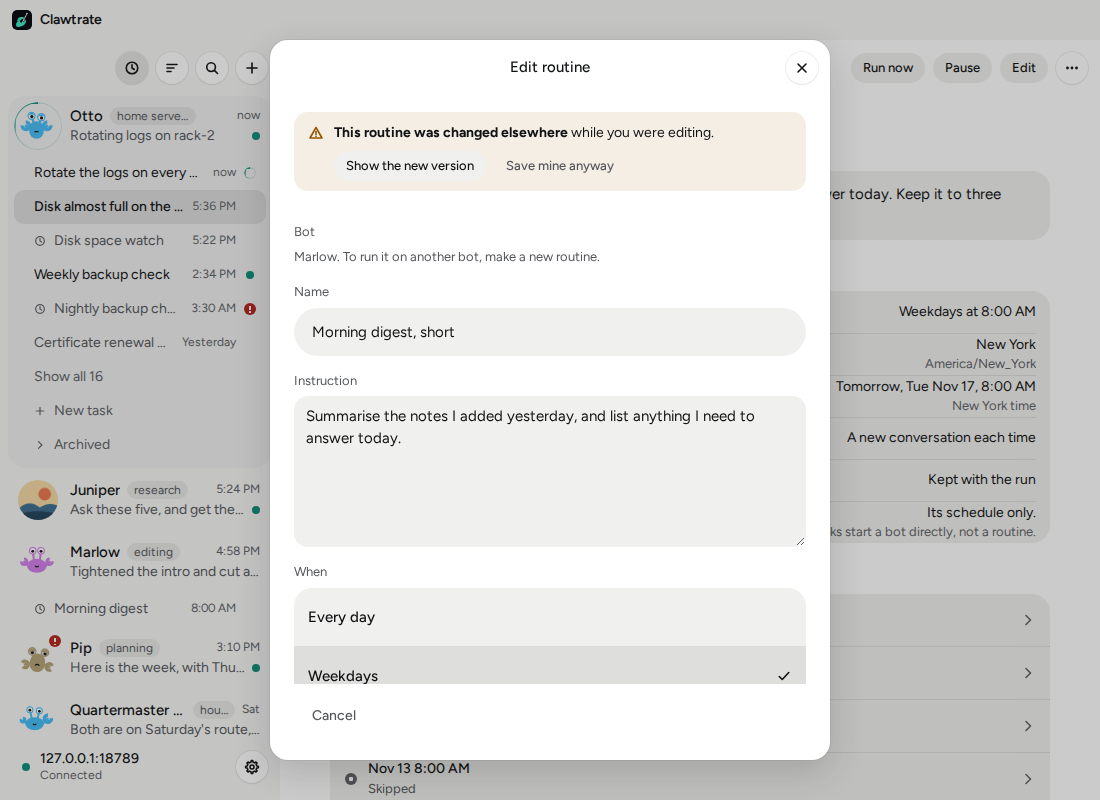 Clawtrate
Otto
home serve...
now
Rotating logs on rack-2
Rotate the logs on every ...
now
Disk almost full on the ...
5:36 PM
Disk space watch
5:22 PM
Weekly backup check
2:34 PM
Nightly backup ch...
3:30 AM
Certificate renewal ...
Yesterday
Show all 16
New task
Archived
Juniper
research
5:24 PM
Ask these five, and get the...
Marlow
editing
4:58 PM
Tightened the intro and cut a...
Morning digest
8:00 AM
Pip
planning
3:10 PM
Here is the week, with Thu...
Quartermaster ...
hou...
Sat
Both are on Saturday's route,...
127.0.0.1:18789
Connected
Edit routine
This routine was changed elsewhere while you were editing.
Show the new version
Save mine anyway
Bot
Marlow. To run it on another bot, make a new routine.
Name
Morning digest, short
Instruction
Summarise the notes I added yesterday, and list anything I need to
answer today.
When
Every day
Weekdays
Cancel
Run now
Pause
Edit
today. Keep it to three
Weekdays at 8:00 AM
New York
America/New_York
Tomorrow, Tue Nov 17, 8:00 AM
New York time
A new conversation each time
Kept with the run
Its schedule only.
start a bot directly, not a routine.
Nov 13 8:00 AM
Skipped